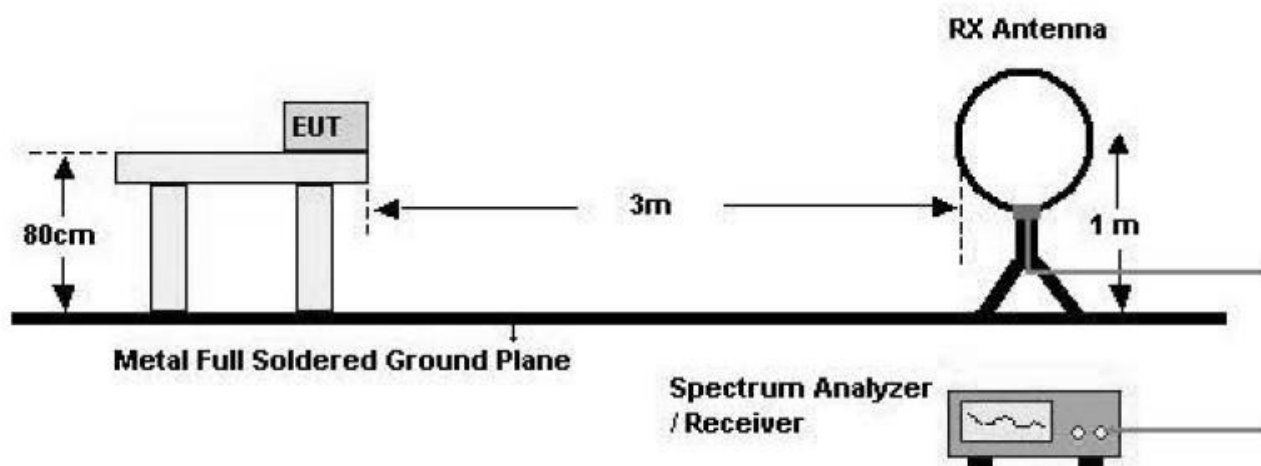 RX Antenna
EUT
3m
80cm
1 m
Metal Full Soldered Ground Plane
Spectrum Analyzer
/ Receiver